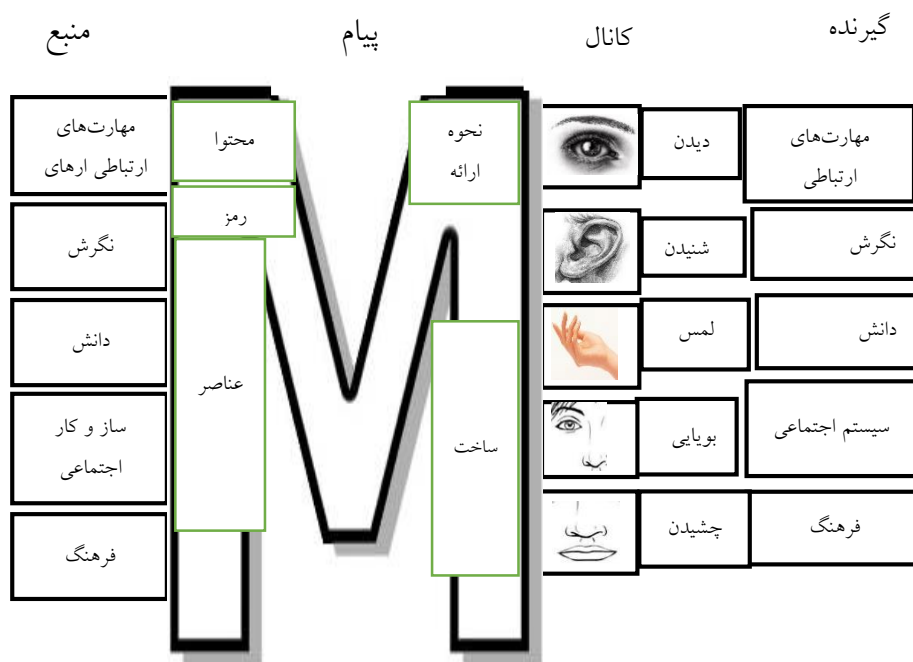 منبع
پیام
کانال
گیرنده
مهارت‌های
ارتباطی ارهای
نگرش
دانش
ساز و کار
اجتماعی
فرهنگ
محتوا
رمز
عناصر
نحوه
ارائه
ساخت
دیدن
شنیدن
لمس
بویایی
چشیدن
مهارت‌های
ارتباطی
نگرش
دانش
سیستم اجتماعی
فرهنگ